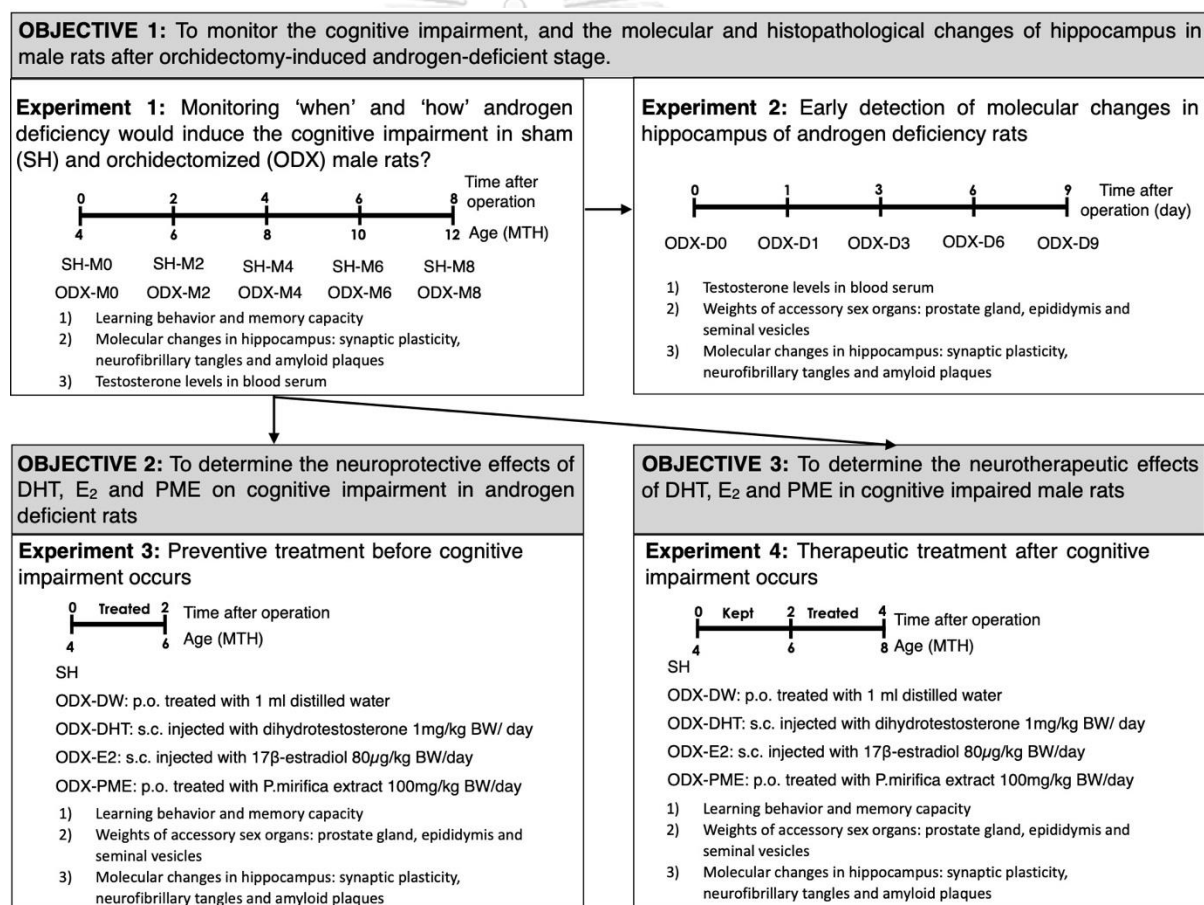 OBJECTIVE 1: To monitor the cognitive impairment, and the molecular and histopathological changes of hippocampus in
male rats after orchidectomy-induced androgen-deficient stage.
Experiment 1: Monitoring ‘when’ and ‘how’ androgen
deficiency would induce the cognitive impairment in sham
(SH) and orchidectomized (ODX) male rats?
0 2 4 6 8 Time after
operation
4 6 8 10 12 Age (MTH)
SH-M0 SH-M2 SH-M4 SH-M6 SH-M8
ODX-M0 ODX-M2 ODX-M4 ODX-M6 ODX-M8
1) Learning behavior and memory capacity
2) Molecular changes in hippocampus: synaptic plasticity,
neurofibrillary tangles and amyloid plaques
3) Testosterone levels in blood serum
Experiment 2: Early detection of molecular changes in
hippocampus of androgen deficiency rats
0 1 3 6 9 Time after
operation (day)
ODX-D0 ODX-D1 ODX-D3 ODX-D6 ODX-D9
1) Testosterone levels in blood serum
2) Weights of accessory sex organs: prostate gland, epididymis and
seminal vesicles
3) Molecular changes in hippocampus: synaptic plasticity,
neurofibrillary tangles and amyloid plaques
OBJECTIVE 2: To determine the neuroprotective effects of
DHT, E₂ and PME on cognitive impairment in androgen
deficient rats
Experiment 3: Preventive treatment before cognitive
impairment occurs
0 Treated 2 Time after operation
4 6 Age (MTH)
SH
ODX-DW: p.o. treated with 1 ml distilled water
ODX-DHT: s.c. injected with dihydrotestosterone 1mg/kg BW/ day
ODX-E2: s.c. injected with 17β-estradiol 80µg/kg BW/day
ODX-PME: p.o. treated with P.mirifica extract 100mg/kg BW/day
1) Learning behavior and memory capacity
2) Weights of accessory sex organs: prostate gland, epididymis and
seminal vesicles
3) Molecular changes in hippocampus: synaptic plasticity,
neurofibrillary tangles and amyloid plaques
OBJECTIVE 3: To determine the neurotherapeutic effects
of DHT, E₂ and PME in cognitive impaired male rats
Experiment 4: Therapeutic treatment after cognitive
impairment occurs
0 Kept 2 Treated 4 Time after operation
4 6 8 Age (MTH)
SH
ODX-DW: p.o. treated with 1 ml distilled water
ODX-DHT: s.c. injected with dihydrotestosterone 1mg/kg BW/ day
ODX-E2: s.c. injected with 17β-estradiol 80µg/kg BW/day
ODX-PME: p.o. treated with P.mirifica extract 100mg/kg BW/day
1) Learning behavior and memory capacity
2) Weights of accessory sex organs: prostate gland, epididymis and
seminal vesicles
3) Molecular changes in hippocampus: synaptic plasticity,
neurofibrillary tangles and amyloid plaques